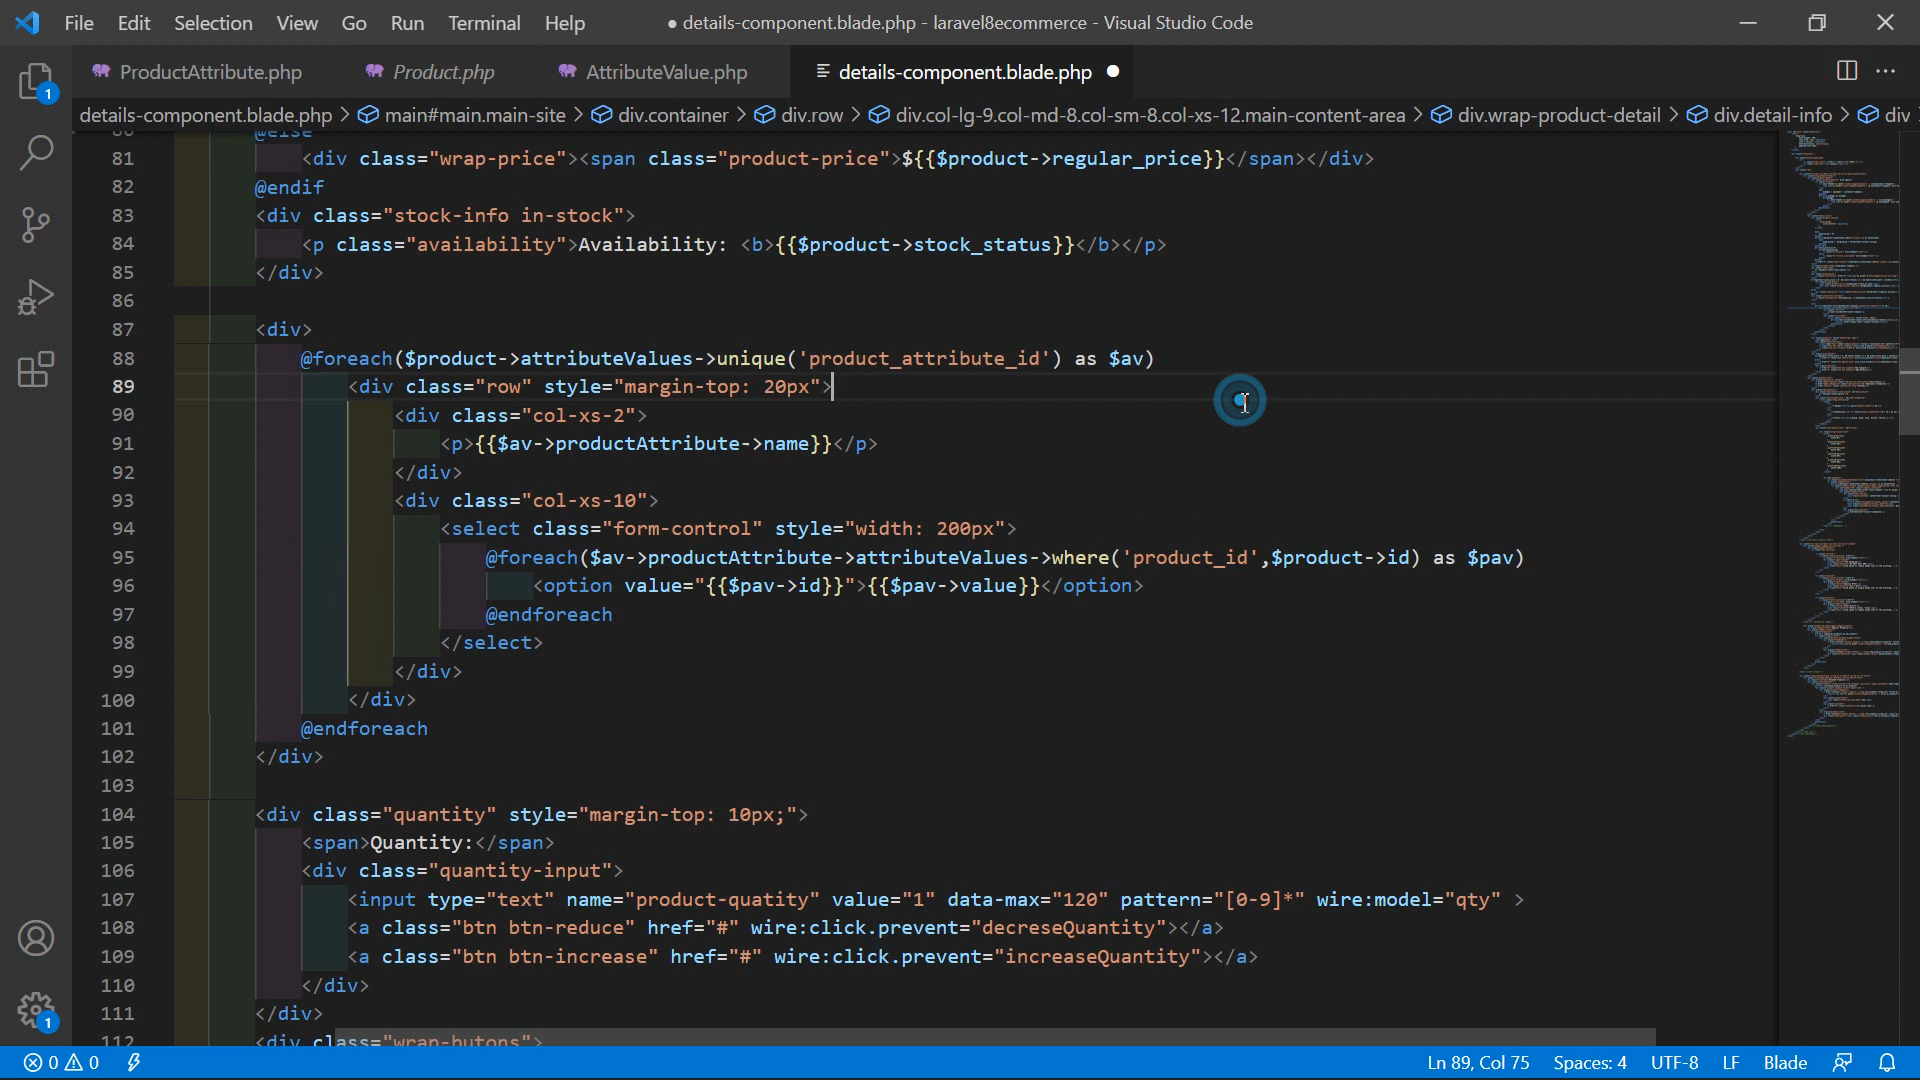 File Edit Selection View Go Run Terminal Help
● details-component.blade.php - laravel8ecommerce - Visual Studio Code
ProductAttribute.php Product.php AttributeValue.php details-component.blade.php
details-component.blade.php > main#main.main-site > div.container > div.row > div.col-lg-9.col-md-8.col-sm-8.col-xs-12.main-content-area > div.wrap-product-detail > div.detail-info > div
80 @else
81 <div class="wrap-price"><span class="product-price">${{$product->regular_price}}</span></div>
82 @endif
83 <div class="stock-info in-stock">
84 <p class="availability">Availability: <b>{{$product->stock_status}}</b></p>
85 </div>
86
87 <div>
88 @foreach($product->attributeValues->unique('product_attribute_id') as $av)
89 <div class="row" style="margin-top: 20px">
90 <div class="col-xs-2">
91 <p>{{$av->productAttribute->name}}</p>
92 </div>
93 <div class="col-xs-10">
94 <select class="form-control" style="width: 200px">
95 @foreach($av->productAttribute->attributeValues->where('product_id',$product->id) as $pav)
96 <option value="{{$pav->id}}">{{$pav->value}}</option>
97 @endforeach
98 </select>
99 </div>
100 </div>
101 @endforeach
102 </div>
103
104 <div class="quantity" style="margin-top: 10px;">
105 <span>Quantity:</span>
106 <div class="quantity-input">
107 <input type="text" name="product-quatity" value="1" data-max="120" pattern="[0-9]*" wire:model="qty" >
108 <a class="btn btn-reduce" href="#" wire:click.prevent="decreseQuantity"></a>
109 <a class="btn btn-increase" href="#" wire:click.prevent="increaseQuantity"></a>
110 </div>
111 </div>
112 <div class="wrap-butons">
1
1
0 0 Ln 89, Col 75 Spaces: 4 UTF-8 LF Blade